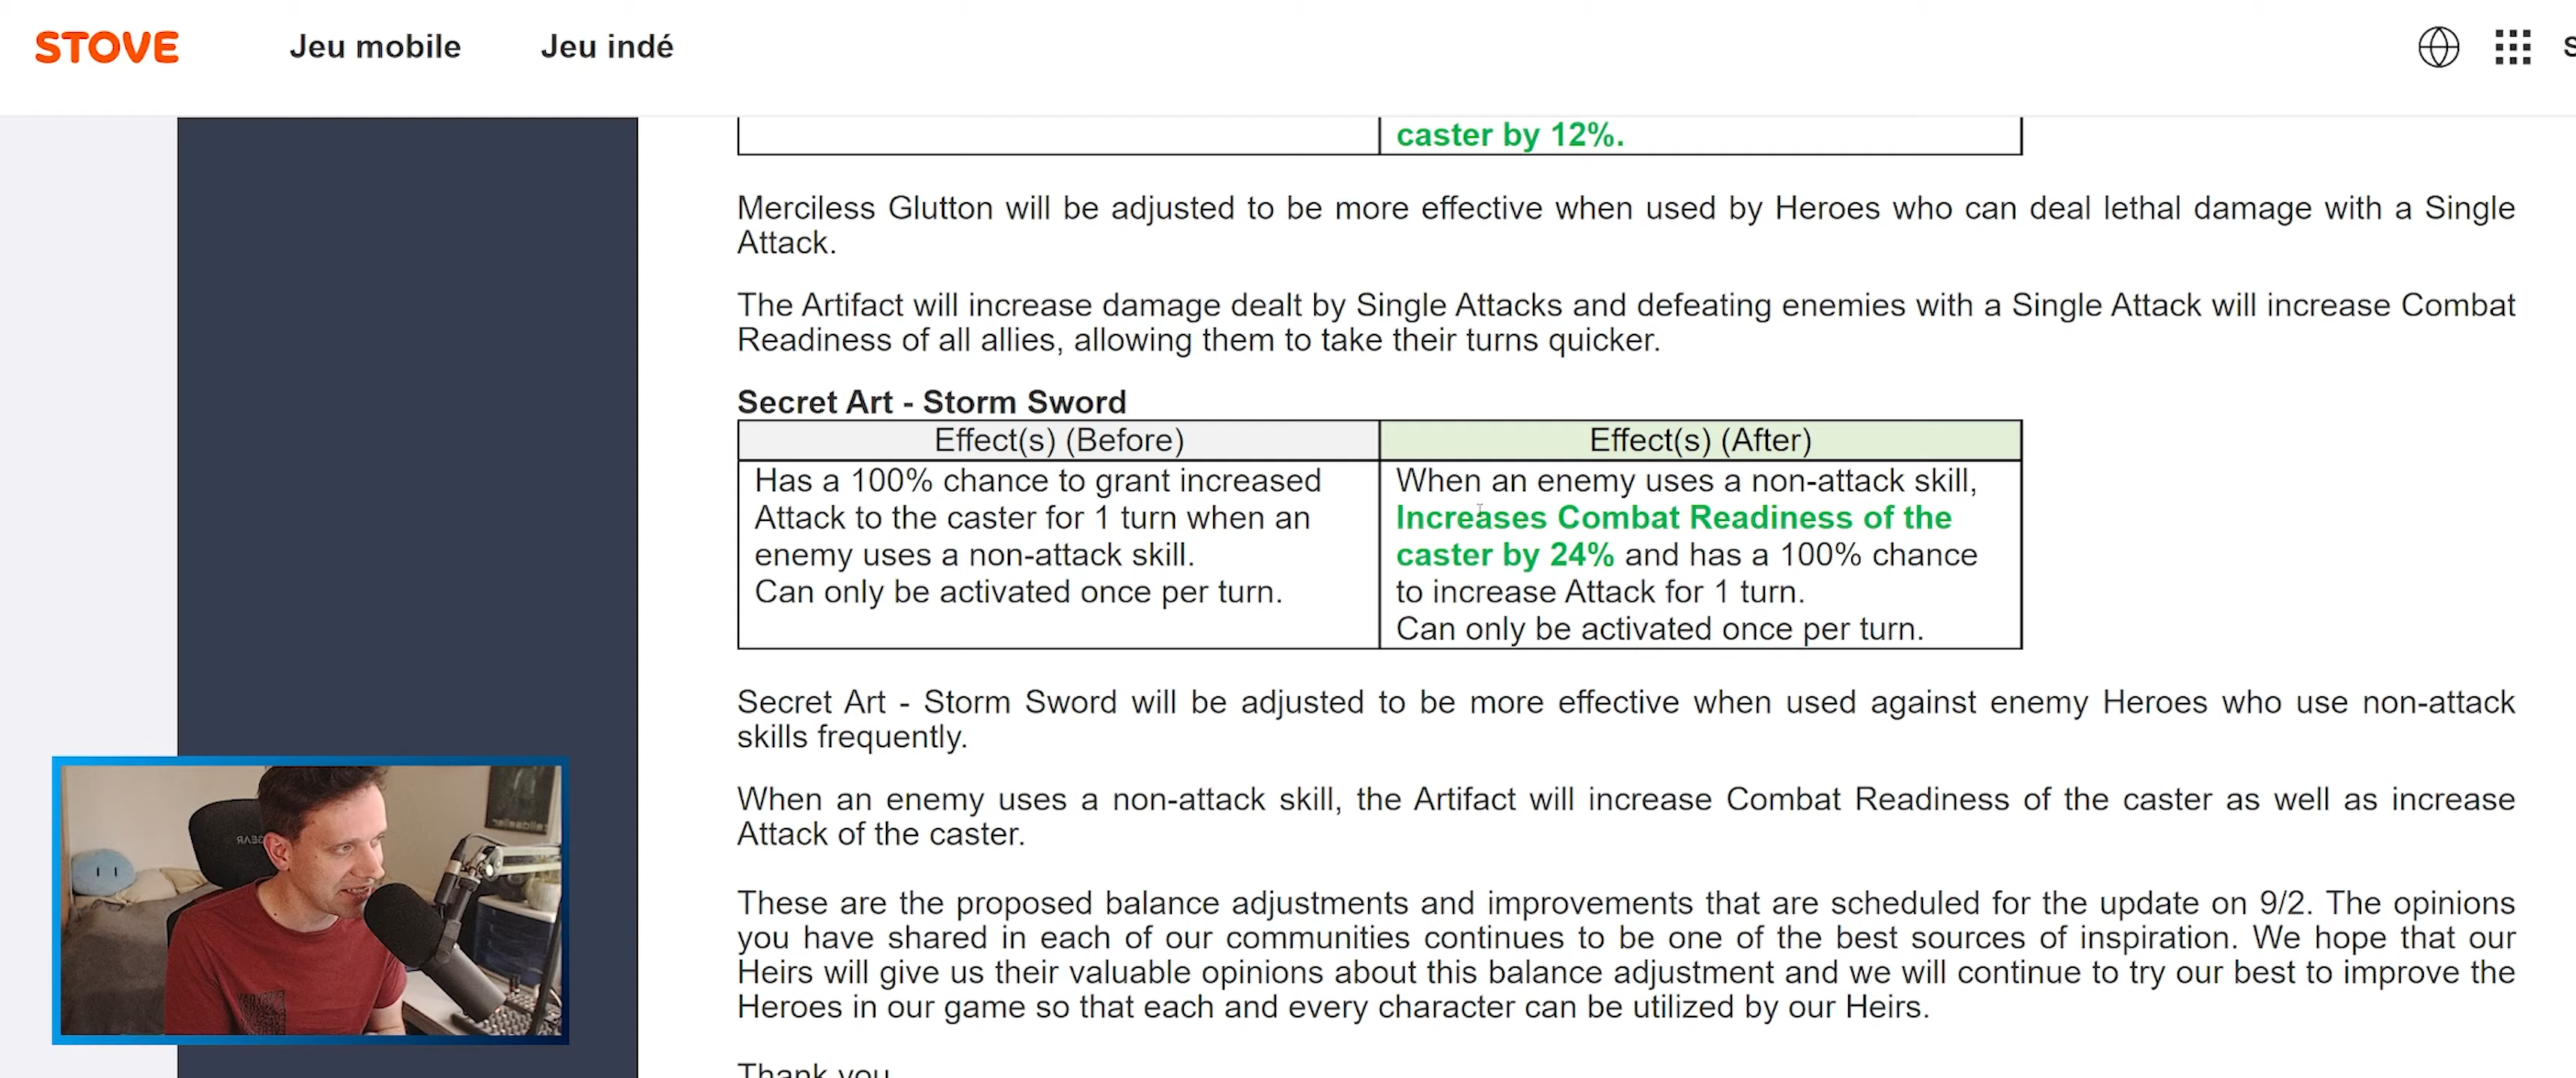 STOVE
Jeu mobile
Jeu indé
caster by 12%.
Merciless Glutton will be adjusted to be more effective when used by Heroes who can deal lethal damage with a Single
Attack.
The Artifact will increase damage dealt by Single Attacks and defeating enemies with a Single Attack will increase Combat
Readiness of all allies, allowing them to take their turns quicker.
Secret Art - Storm Sword
Effect(s) (Before)
Has a 100% chance to grant increased
Attack to the caster for 1 turn when an
enemy uses a non-attack skill.
Can only be activated once per turn.
Effect(s) (After)
When an enemy uses a non-attack skill,
Increases Combat Readiness of the
caster by 24% and has a 100% chance
to increase Attack for 1 turn.
Can only be activated once per turn.
Secret Art - Storm Sword will be adjusted to be more effective when used against enemy Heroes who use non-attack
skills frequently.
When an enemy uses a non-attack skill, the Artifact will increase Combat Readiness of the caster as well as increase
Attack of the caster.
These are the proposed balance adjustments and improvements that are scheduled for the update on 9/2. The opinions
you have shared in each of our communities continues to be one of the best sources of inspiration. We hope that our
Heirs will give us their valuable opinions about this balance adjustment and we will continue to try our best to improve the
Heroes in our game so that each and every character can be utilized by our Heirs.
Thank you